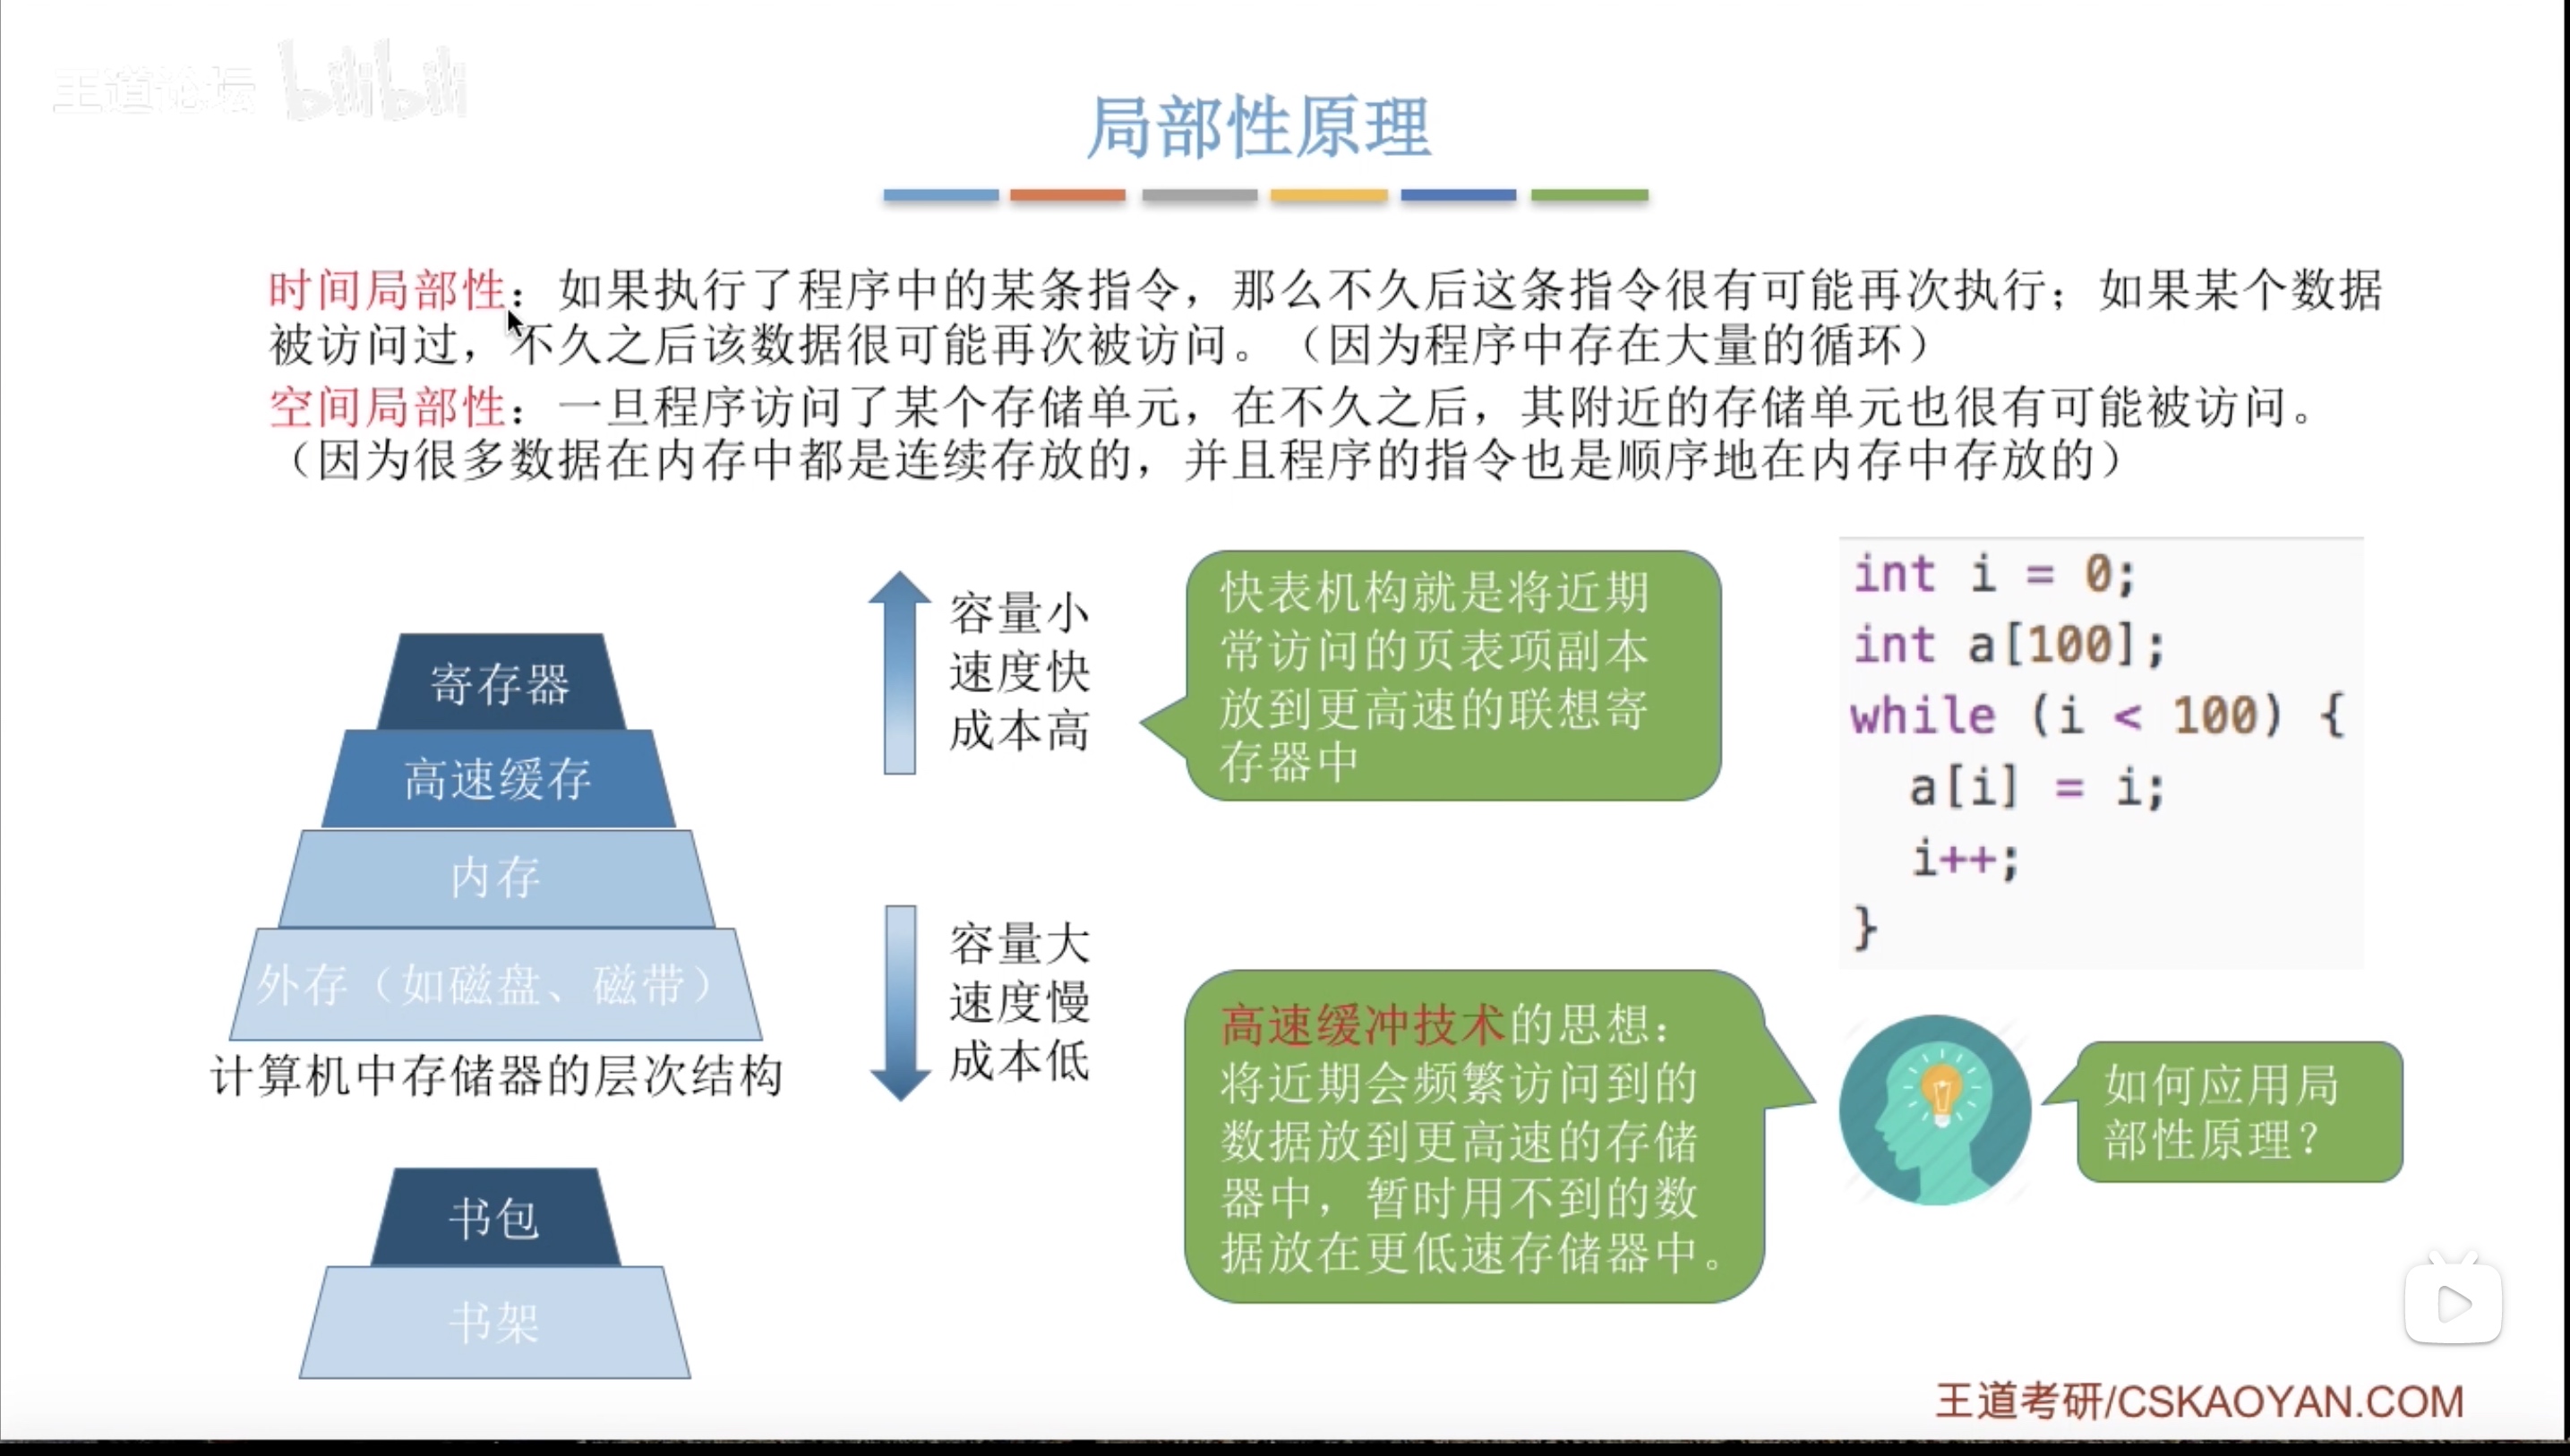 王道论坛 bilibili
局部性原理
时间局部性：如果执行了程序中的某条指令，那么不久后这条指令很有可能再次执行；如果某个数据
被访问过，不久之后该数据很可能再次被访问。（因为程序中存在大量的循环）
空间局部性：一旦程序访问了某个存储单元，在不久之后，其附近的存储单元也很有可能被访问。
（因为很多数据在内存中都是连续存放的，并且程序的指令也是顺序地在内存中存放的）
寄存器
高速缓存
内存
外存（如磁盘、磁带）
计算机中存储器的层次结构
书包
书架
容量小
速度快
成本高
容量大
速度慢
成本低
快表机构就是将近期
常访问的页表项副本
放到更高速的联想寄
存器中
int i = 0;
int a[100];
while (i < 100) {
a[i] = i;
i++;
}
高速缓冲技术的思想：
将近期会频繁访问到的
数据放到更高速的存储
器中，暂时用不到的数
据放在更低速存储器中。
如何应用局
部性原理？
王道考研/CSKAOYAN.COM